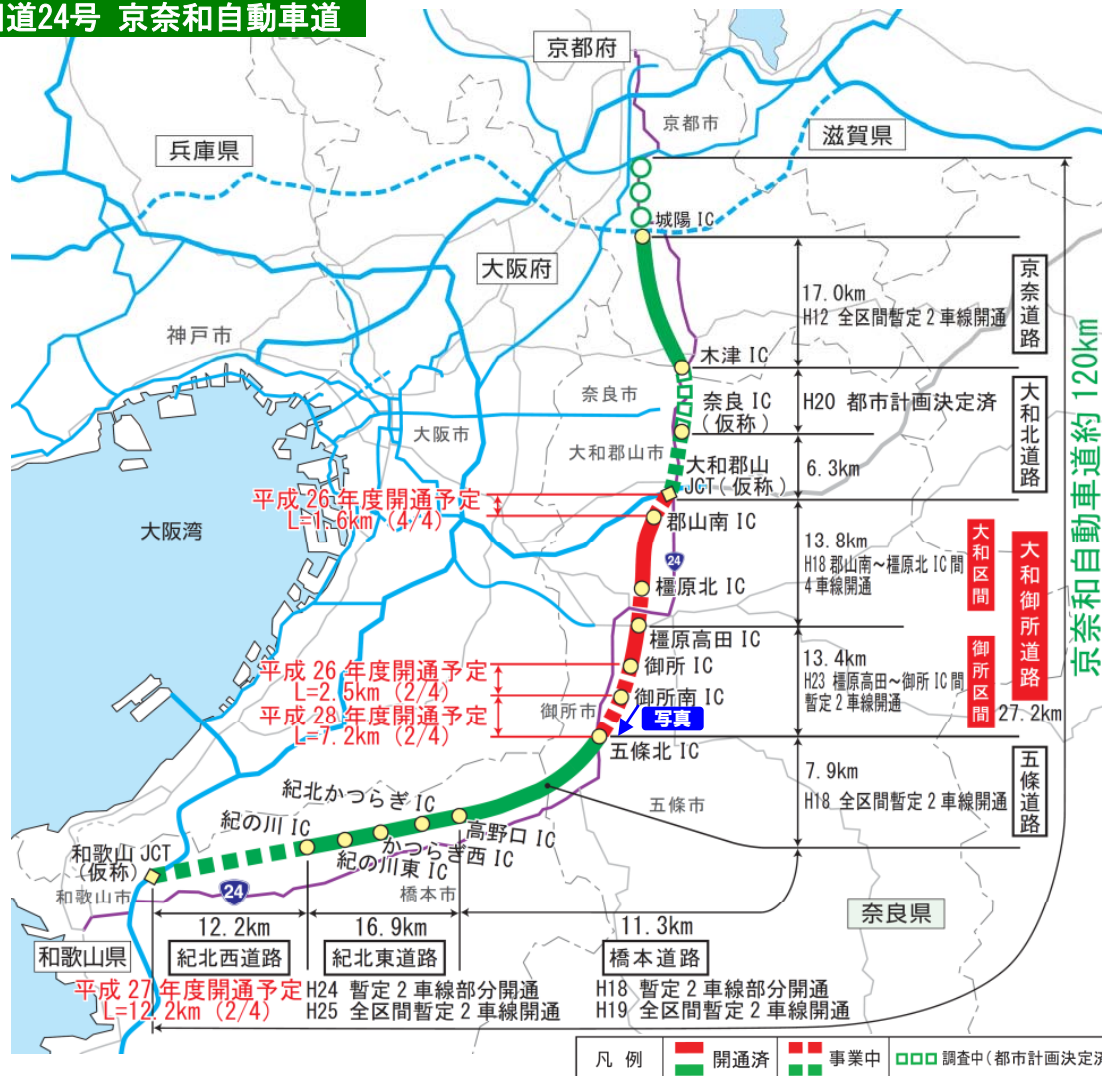 道24号 京奈和自動車道
京都府
京都市
滋賀県
兵庫県
城陽 IC
大阪府
京奈道路
17.0km
H12 全区間暫定2車線開通
神戸市
木津 IC
京奈和自動車道約 120km
奈良市
奈良 IC
(仮称)
H20 都市計画決定済
大和北道路
大阪市
大和郡山市
大和郡山
JCT(仮称)
6.3km
平成26年度開通予定
L=1.6km (4/4)
郡山南 IC
大阪湾
24
13.8km
H18 郡山南～橿原北 IC 間
4車線開通
大和区間
大和御所道路
橿原北 IC
橿原高田 IC
平成26年度開通予定
L=2.5km (2/4)
御所 IC
13.4km
H23 橿原高田～御所 IC 間
暫定2車線開通
御所区間
27.2km
御所南 IC
平成28年度開通予定
L=7.2km (2/4)
御所市
写真
五條北 IC
7.9km
H18 全区間暫定2車線開通
五條道路
五條市
紀北かつらぎ IC
紀の川 IC
高野口 IC
かつらぎ西 IC
紀の川東 IC
和歌山 JCT
(仮称)
和歌山市
24
橋本市
奈良県
12.2km
16.9km
11.3km
和歌山県
紀北西道路
紀北東道路
橋本道路
平成27年度開通予定
L=12.2km (2/4)
H24 暫定2車線部分開通
H25 全区間暫定2車線開通
H18 暫定2車線部分開通
H19 全区間暫定2車線開通
凡 例
開通済
事業中
調査中(都市計画決定済